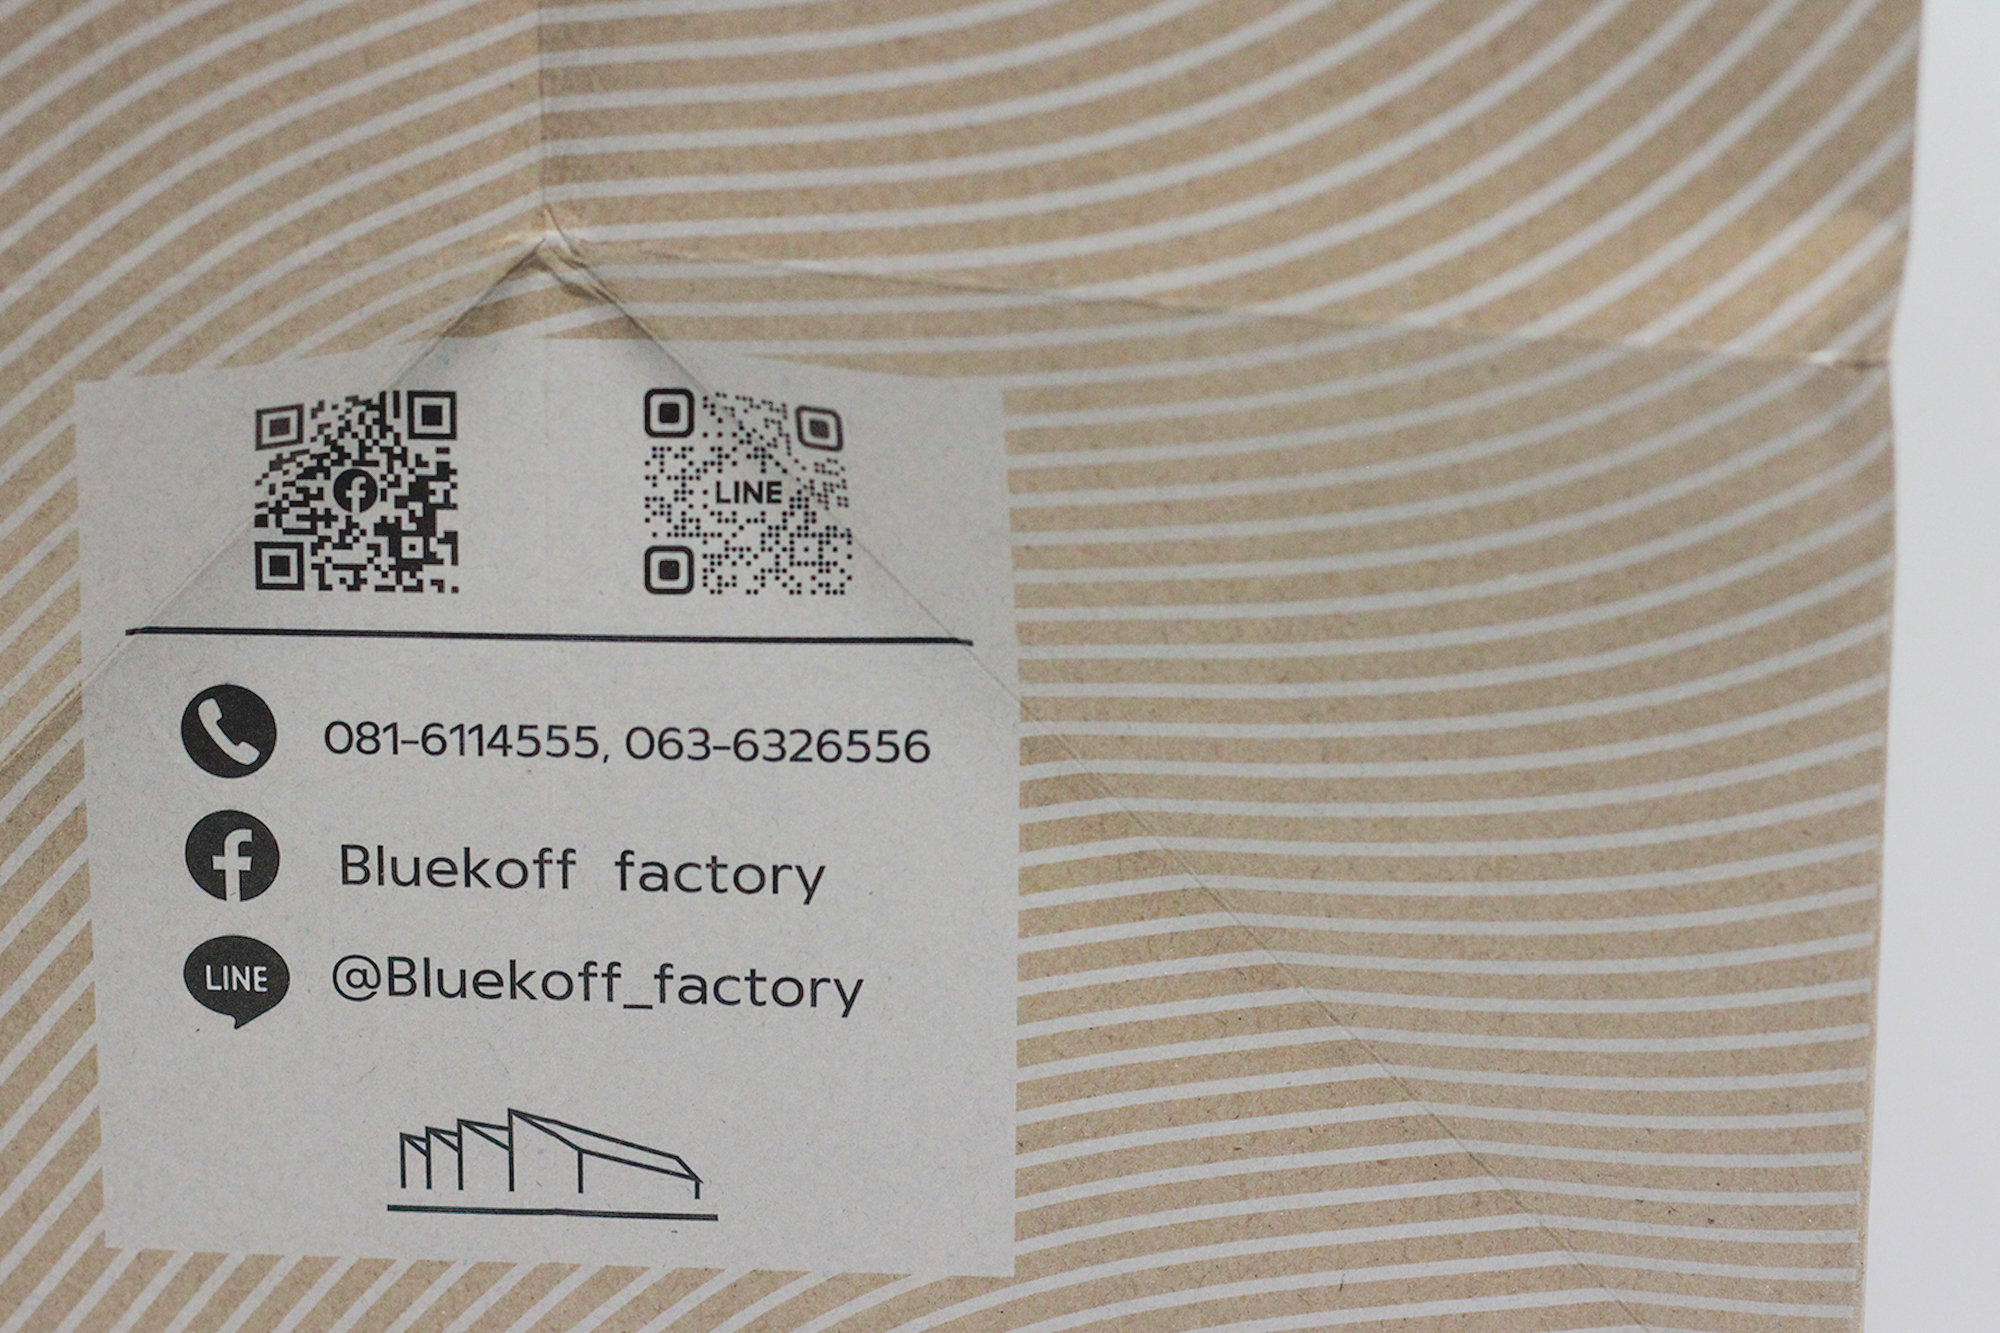 LINE
081-6114555, 063-6326556
Bluekoff factory
LINE @Bluekoff_factory